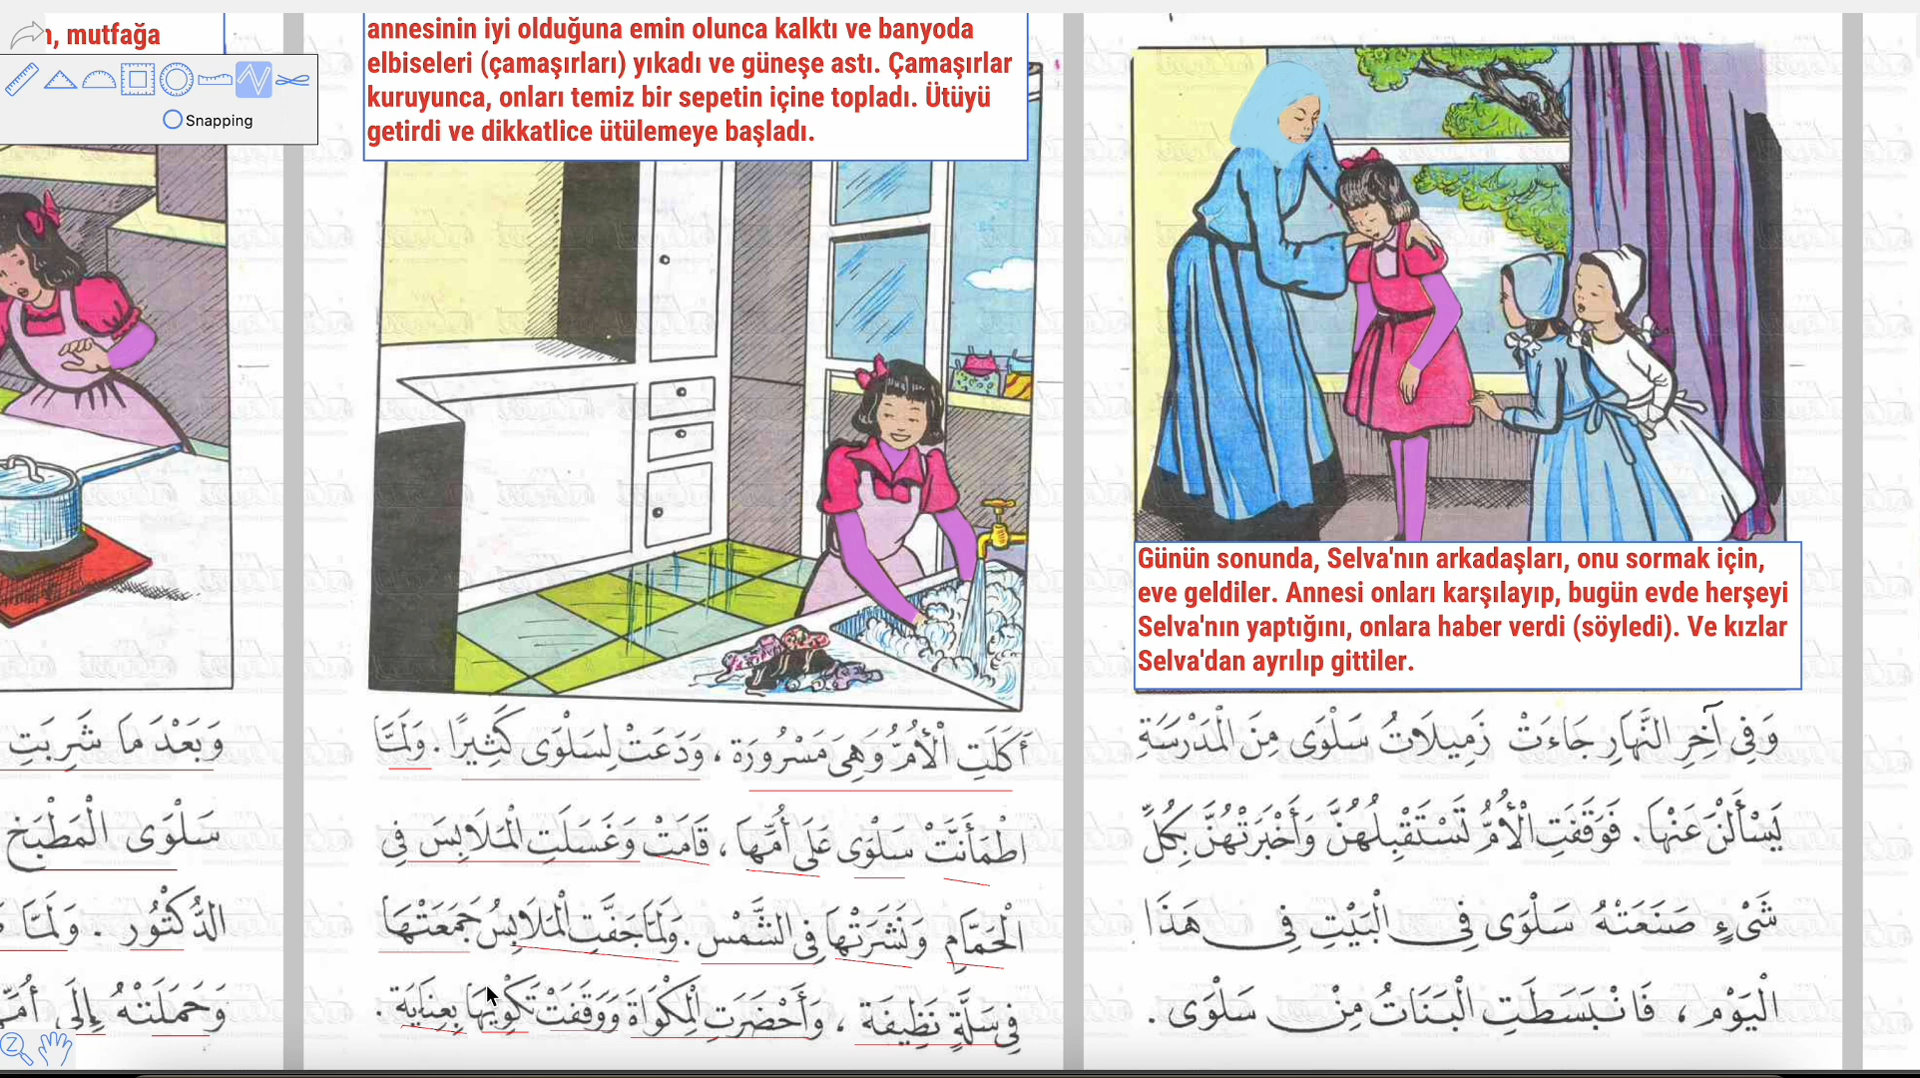 n, mutfağa
Snapping
وَبَعْدَ مَا شَرِبَتِ
سَلْوَى الْمَطْبَخ
الدُّكْتُور وَلَمَّا
وَحَمَلَتْهُ إِلَى أُمِّ
annesinin iyi olduğuna emin olunca kalktı ve banyoda
elbiseleri (çamaşırları) yıkadı ve güneşe astı. Çamaşırlar
kuruyunca, onları temiz bir sepetin içine topladı. Ütüyü
getirdi ve dikkatlice ütülemeye başladı.
أَكَلَتِ الْأُمُّ وَهِىَ مَسْرُورَة ، وَدَعَتْ لِسَلْوَى كَثِيرًا . وَلَمَّا
اطْمَأَنَّتْ سَلْوَى عَلَى أُمِّهَا ، قَامَتْ وَغَسَلَتِ الْمَلَابِسَ فِى
الْحَمَّامِ وَنَشَرَتْهَا فِى الشَّمْس . وَلَمَّا جَفَّتِ الْمَلَابِسُ جَمَعَتْهَا
فِى سَلَّةٍ نَظِيفَة ، وَأَحْضَرَتِ الْمِكْوَاةَ وَوَقَفَتْ تَكْوِيهَا بِعِنَايَة .
Günün sonunda, Selva'nın arkadaşları, onu sormak için,
eve geldiler. Annesi onları karşılayıp, bugün evde herşeyi
Selva'nın yaptığını, onlara haber verdi (söyledi). Ve kızlar
Selva'dan ayrılıp gittiler.
وَفِى آخِرِ النَّهَارِ جَاءَتْ زَمِيلَاتُ سَلْوَى مِنَ الْمَدْرَسَةِ
يَسْأَلْنَ عَنْهَا . فَوَقَفَتِ الْأُمُّ تَسْتَقْبِلُهُنَّ وَأَخْبَرَتْهُنَّ بِكُلِّ
شَىْءٍ صَنَعَتْهُ سَلْوَى فِى الْبَيْتِ فِى هَذَا
الْيَوْمِ ، فَانْبَسَطَتِ الْبَنَاتُ مِنْ سَلْوَى .